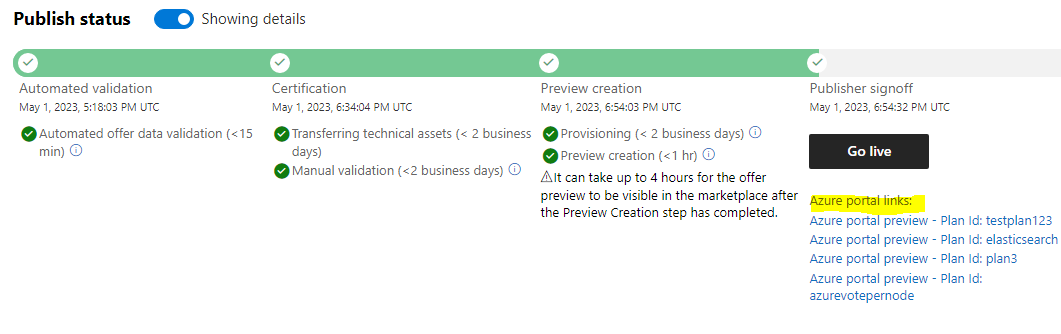 Publish status
Showing details
Automated validation
May 1, 2023, 5:18:03 PM UTC
Automated offer data validation (<15
min)
Certification
May 1, 2023, 6:34:04 PM UTC
Transferring technical assets (< 2 business
days)
Manual validation (<2 business days)
Preview creation
May 1, 2023, 6:54:03 PM UTC
Provisioning (< 2 business days)
Preview creation (<1 hr)
It can take up to 4 hours for the offer
preview to be visible in the marketplace after
the Preview Creation step has completed.
Publisher signoff
May 1, 2023, 6:54:32 PM UTC
Go live
Azure portal links:
Azure portal preview - Plan Id: testplan123
Azure portal preview - Plan Id: elasticsearch
Azure portal preview - Plan Id: plan3
Azure portal preview - Plan Id:
azurevotepernode